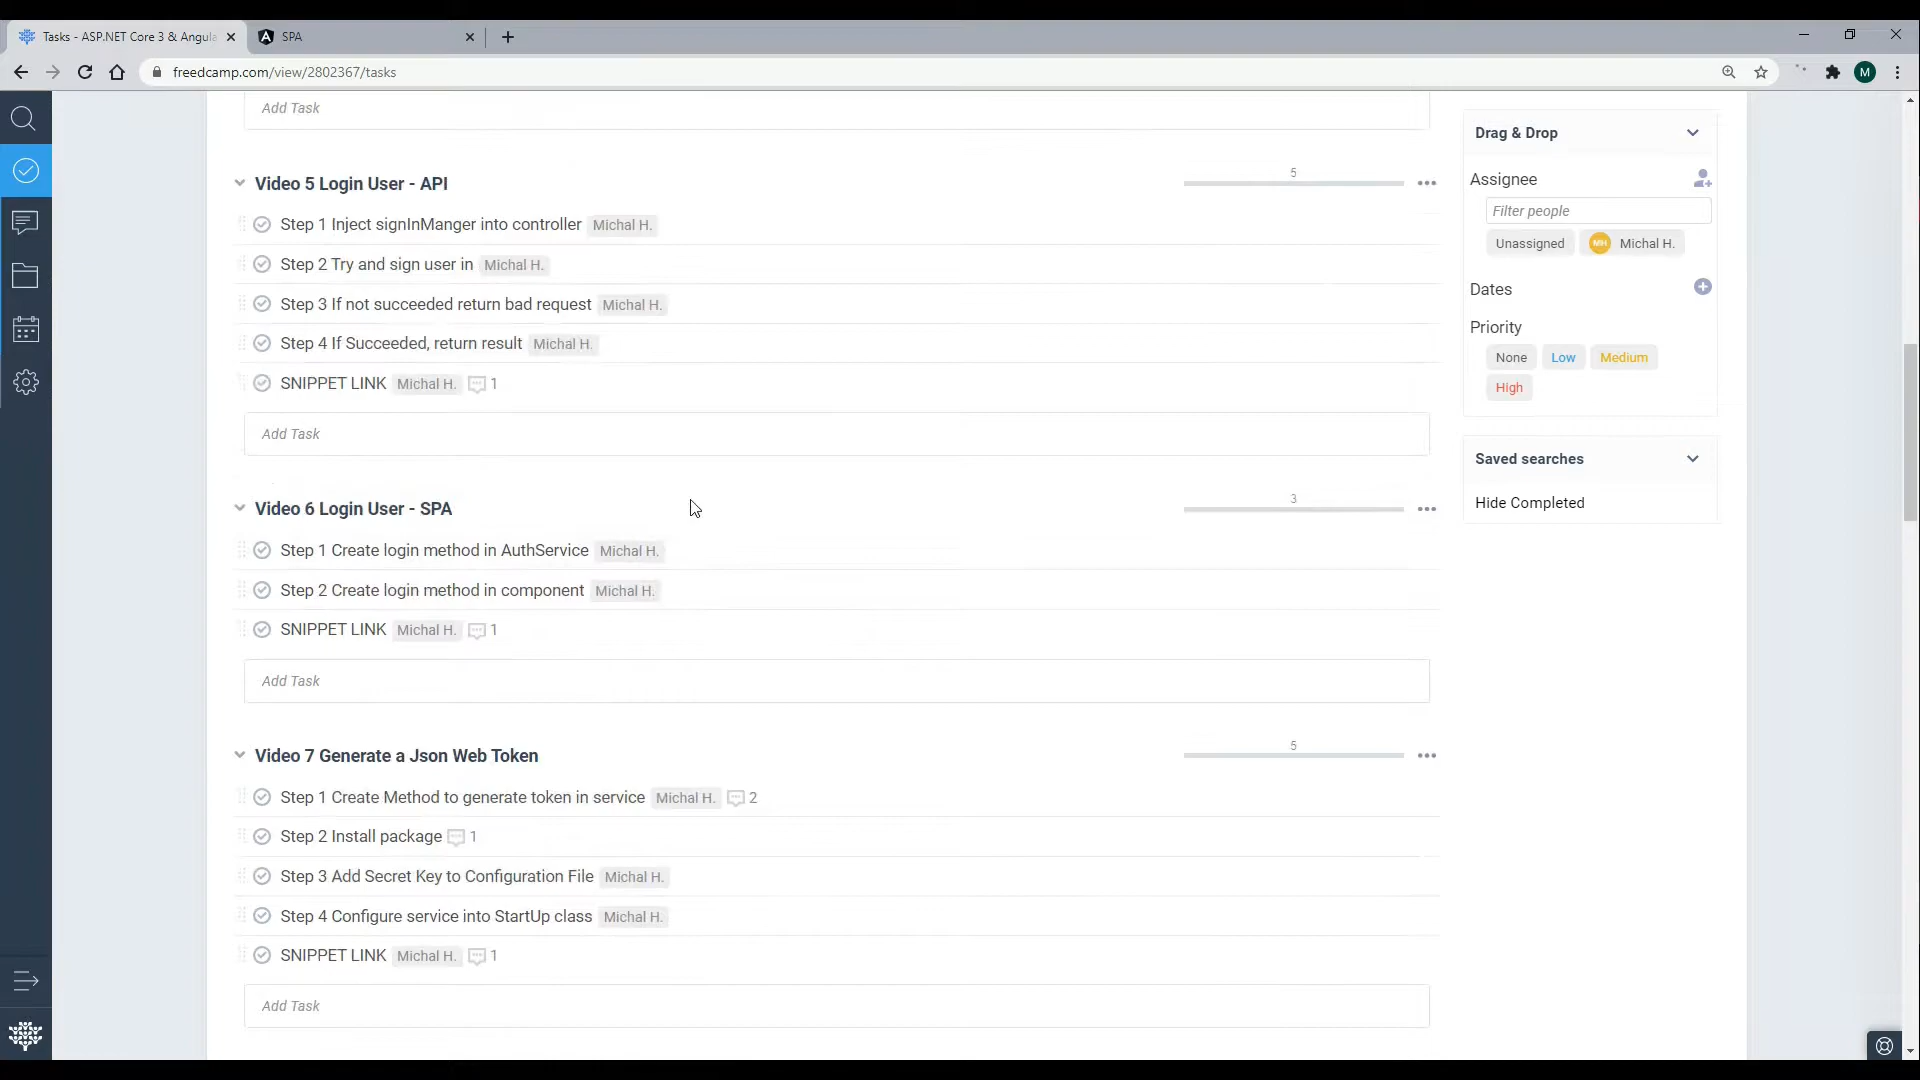 Tasks - ASP.NET Core 3 & Angula
SPA
freedcamp.com/view/2802367/tasks
M
Add Task
Video 5 Login User - API
5
Step 1 Inject signInManger into controller Michal H.
Step 2 Try and sign user in Michal H.
Step 3 If not succeeded return bad request Michal H.
Step 4 If Succeeded, return result Michal H.
SNIPPET LINK Michal H. 1
Add Task
Video 6 Login User - SPA
3
Step 1 Create login method in AuthService Michal H.
Step 2 Create login method in component Michal H.
SNIPPET LINK Michal H. 1
Add Task
Video 7 Generate a Json Web Token
5
Step 1 Create Method to generate token in service Michal H. 2
Step 2 Install package 1
Step 3 Add Secret Key to Configuration File Michal H.
Step 4 Configure service into StartUp class Michal H.
SNIPPET LINK Michal H. 1
Add Task
Drag & Drop
Assignee
Filter people
Unassigned MH Michal H.
Dates
Priority
None Low Medium
High
Saved searches
Hide Completed